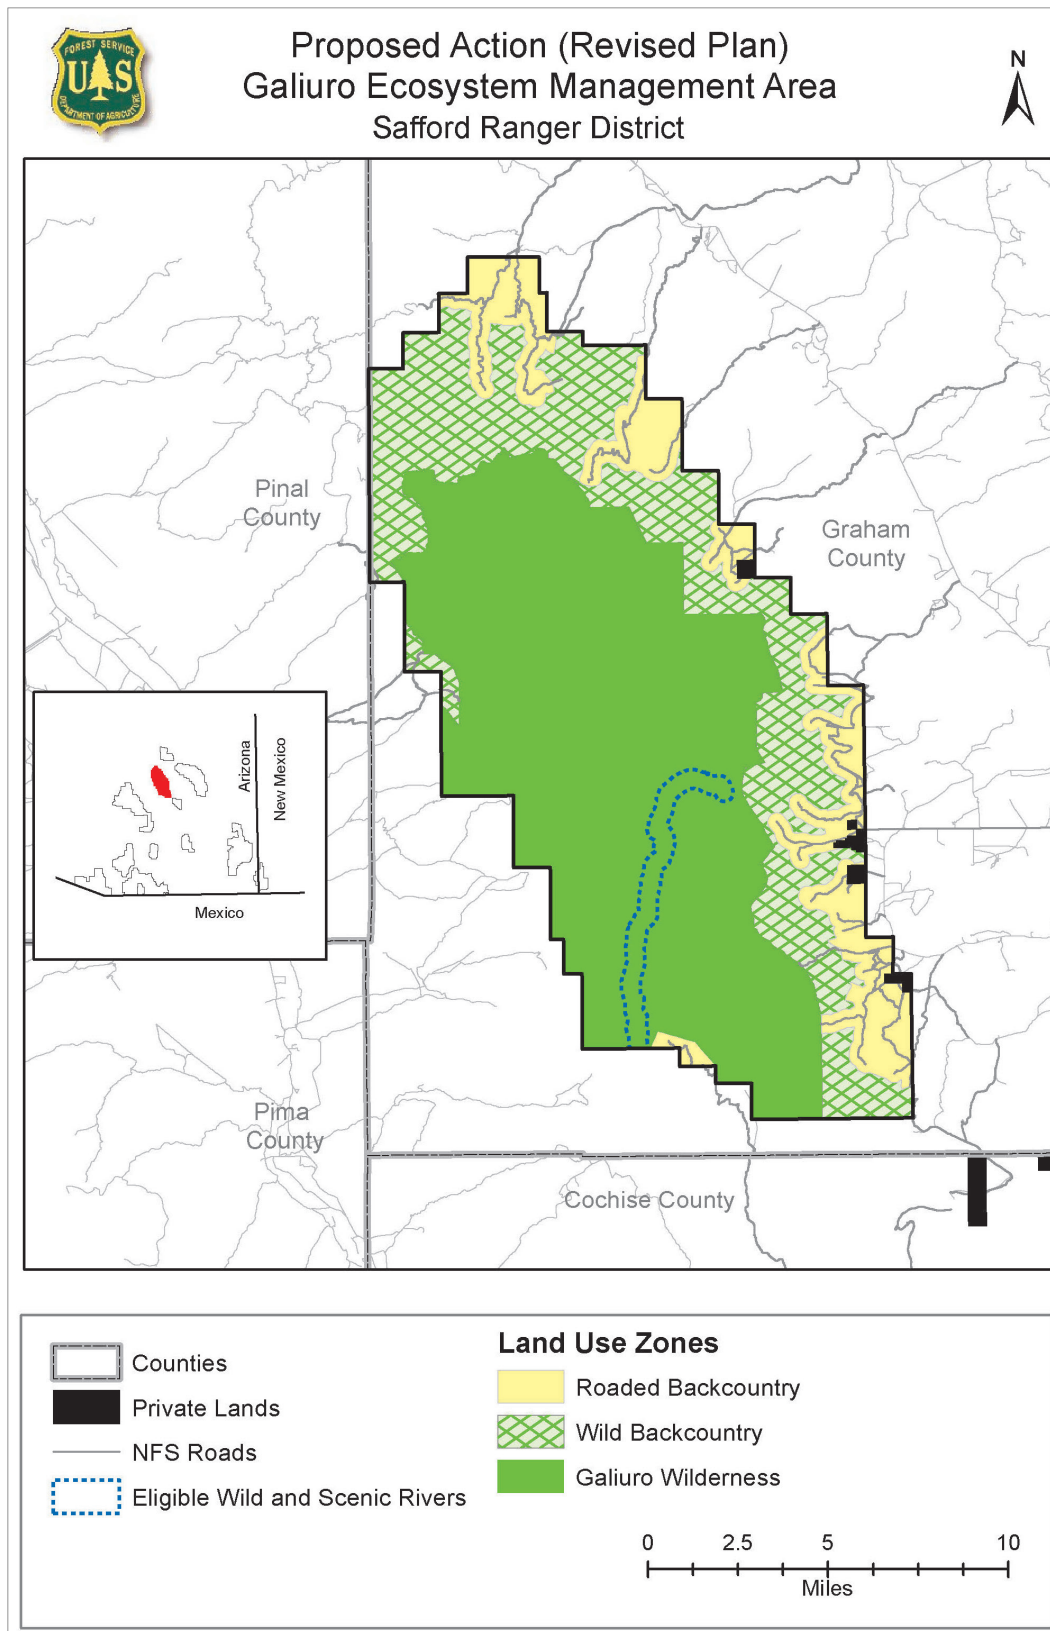 FOREST SERVICE
U S
DEPARTMENT OF AGRICULTURE
Proposed Action (Revised Plan)
Galiuro Ecosystem Management Area
Safford Ranger District
N
Pinal
County
Graham
County
Arizona
New Mexico
Mexico
Pima
County
Cochise County
Counties
Private Lands
NFS Roads
Eligible Wild and Scenic Rivers
Land Use Zones
Roaded Backcountry
Wild Backcountry
Galiuro Wilderness
0 2.5 5 10
Miles